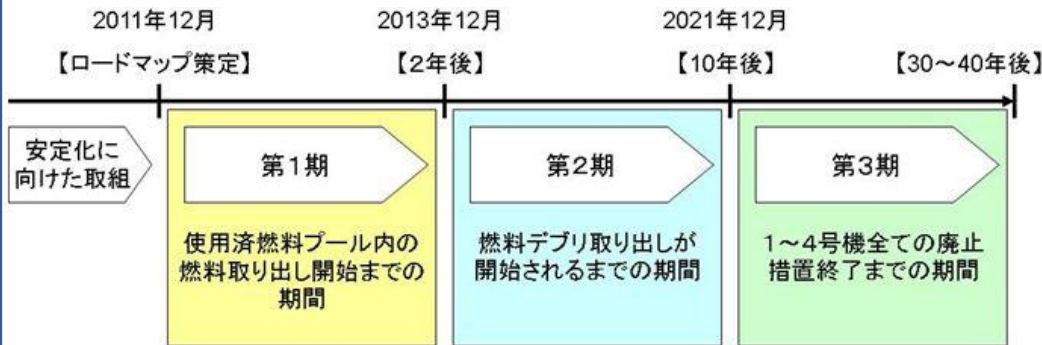 2011年12月
2013年12月
2021年12月
【ロードマップ策定】
【2年後】
【10年後】
【30～40年後】
安定化に
向けた取組
第1期
第2期
第3期
使用済燃料プール内の
燃料取り出し開始までの
期間
燃料デブリ取り出しが
開始されるまでの期間
1～4号機全ての廃止
措置終了までの期間